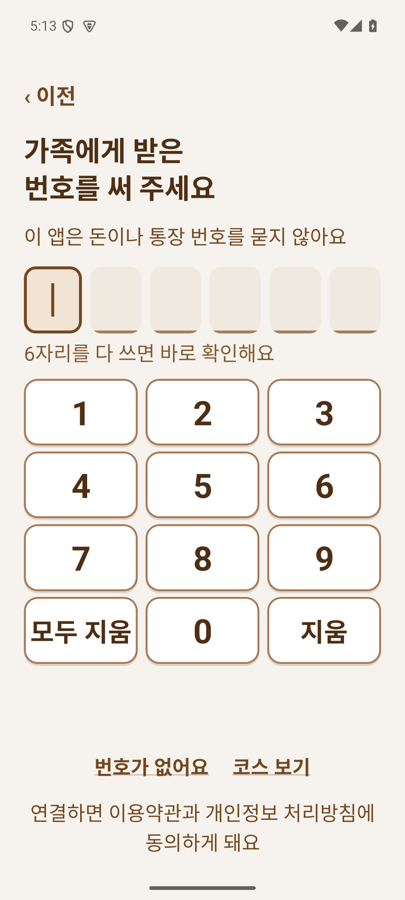 5:13
‹ 이전
가족에게 받은
번호를 써 주세요
이 앱은 돈이나 통장 번호를 묻지 않아요
6자리를 다 쓰면 바로 확인해요
1 2 3
4 5 6
7 8 9
모두 지움 0 지움
번호가 없어요 코스 보기
연결하면 이용약관과 개인정보 처리방침에
동의하게 돼요